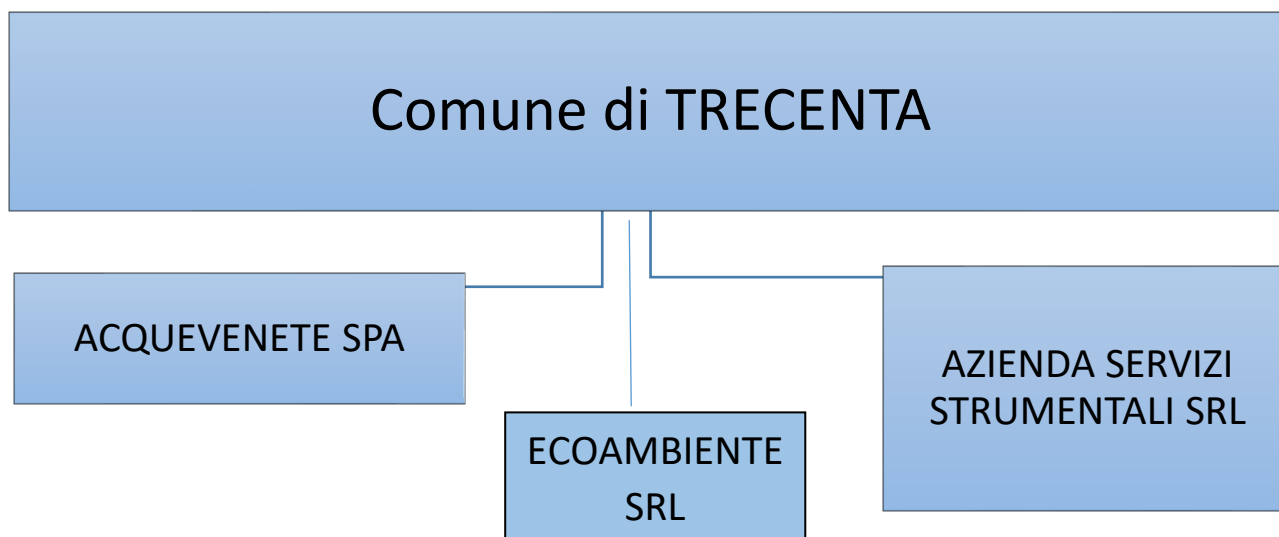 Comune di TRECENTA
ACQUEVENETE SPA
AZIENDA SERVIZI
STRUMENTALI SRL
ECOAMBIENTE
SRL